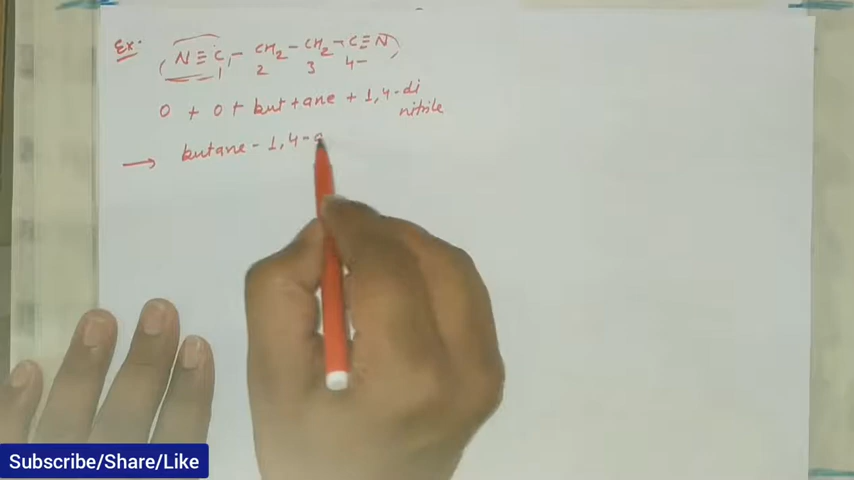 Ex.
N≡C-CH2-CH2-C≡N
1 2 3 4
0 + 0 + but + ane + 1,4-di
nitrile
→ butane - 1,4-
Subscribe/Share/Like